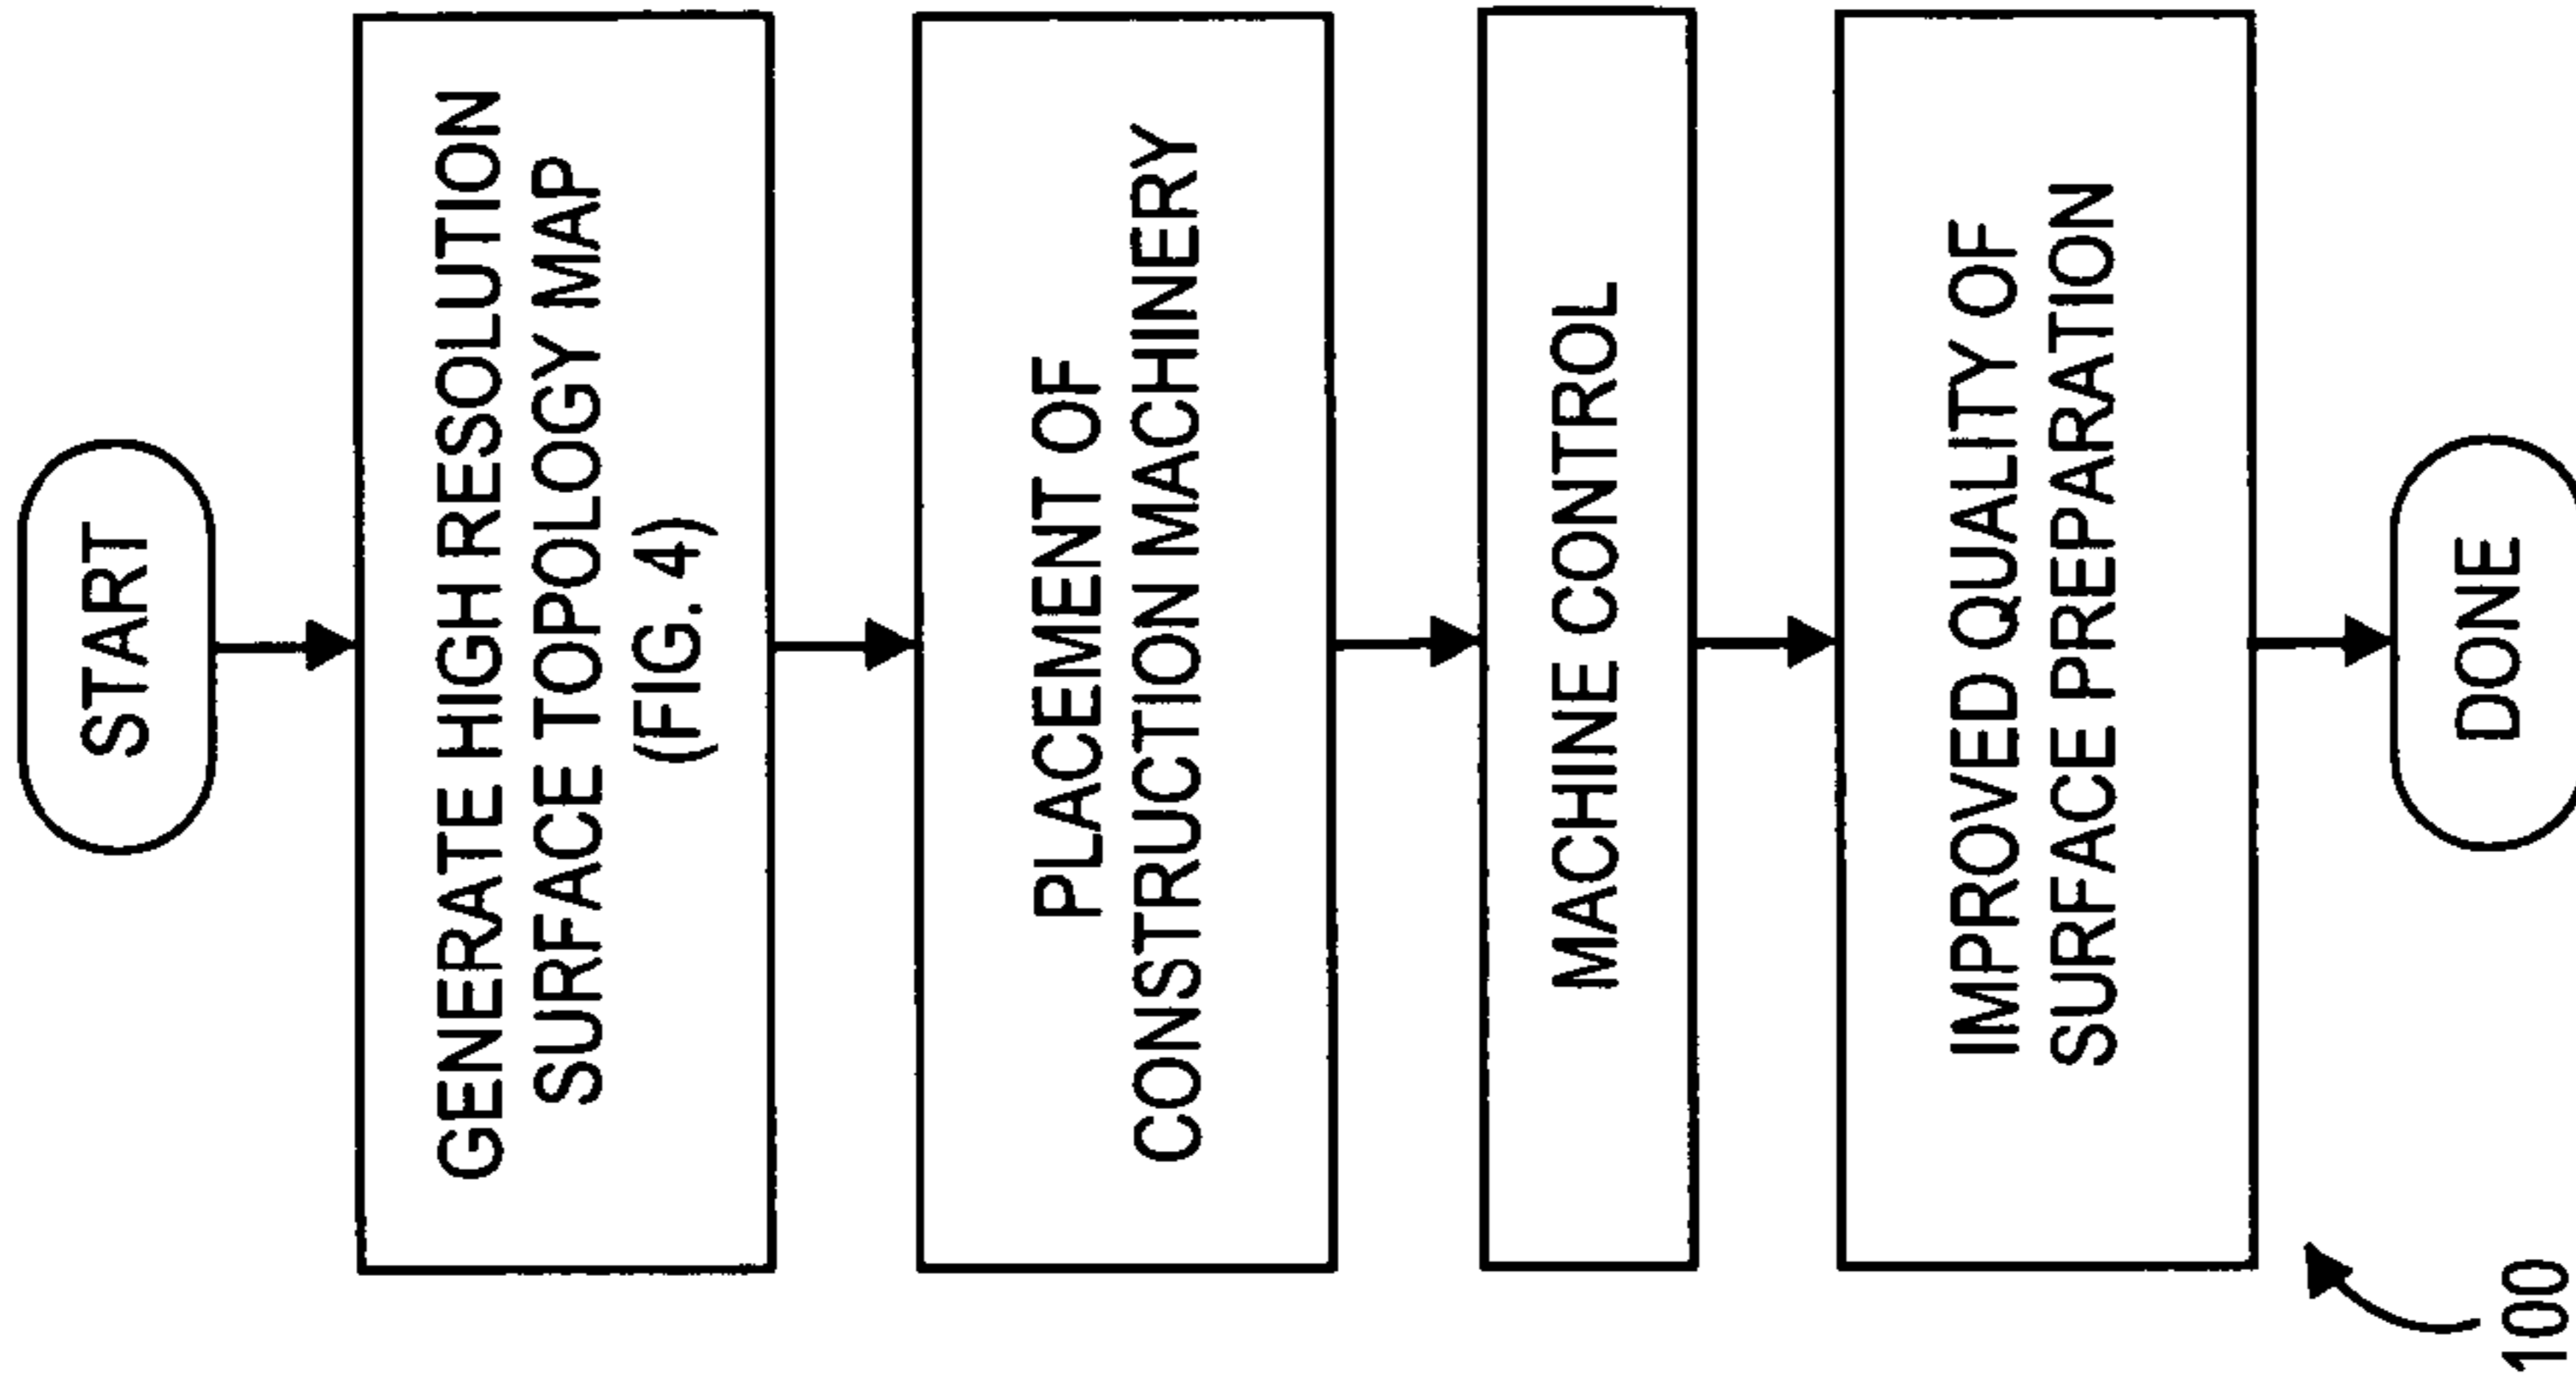 START
GENERATE HIGH RESOLUTION
SURFACE TOPOLOGY MAP
(FIG. 4)
PLACEMENT OF
CONSTRUCTION MACHINERY
MACHINE CONTROL
IMPROVED QUALITY OF
SURFACE PREPARATION
DONE
100